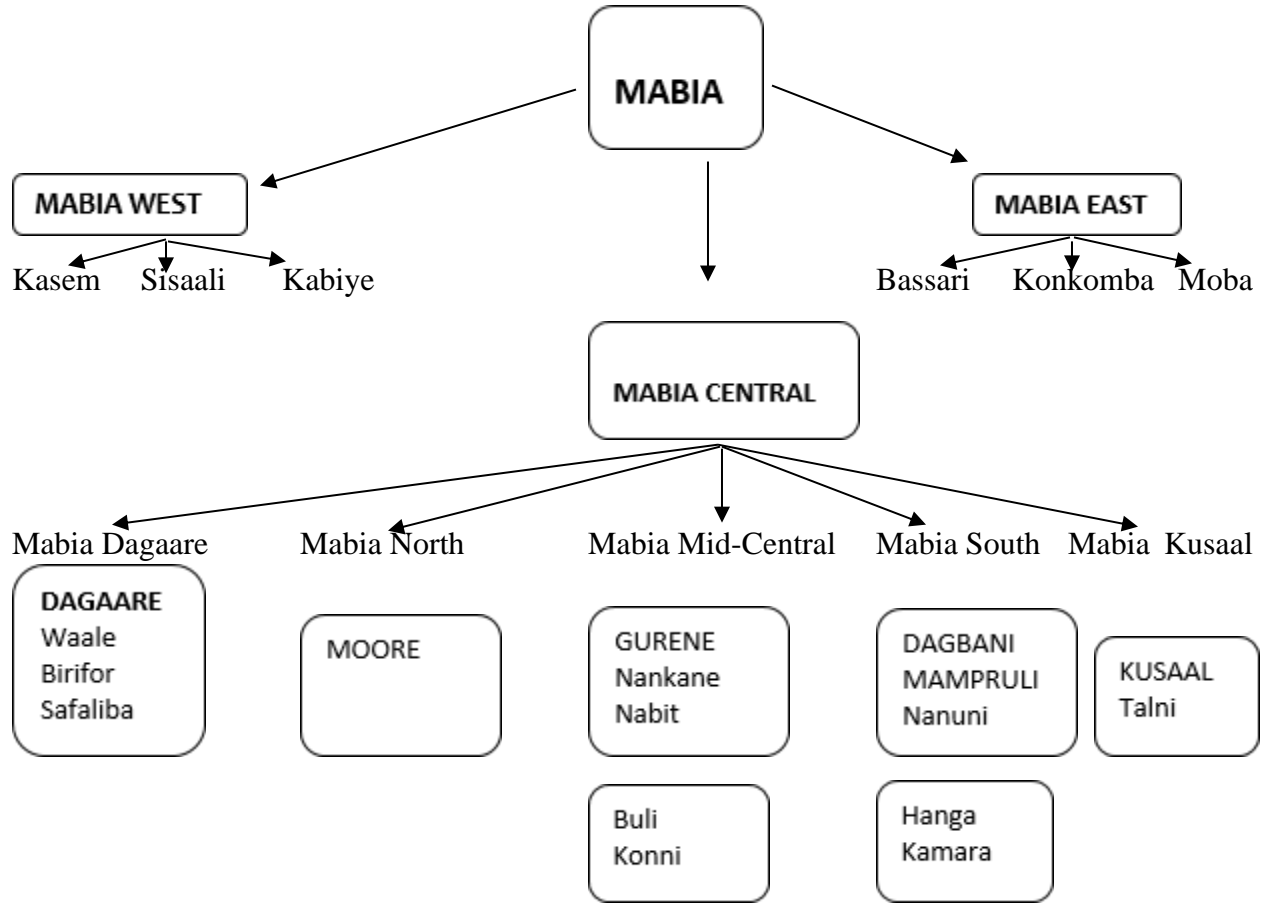 MABIA
MABIA WEST
MABIA EAST
Kasem Sisaali Kabiye
Bassari Konkomba Moba
MABIA CENTRAL
Mabia Dagaare
Mabia North
Mabia Mid-Central
Mabia South
Mabia Kusaal
DAGAARE
Waale
Birifor
Safaliba
MOORE
GURENE
Nankane
Nabit
DAGBANI
MAMPRULI
Nanuni
KUSAAL
Talni
Buli
Konni
Hanga
Kamara